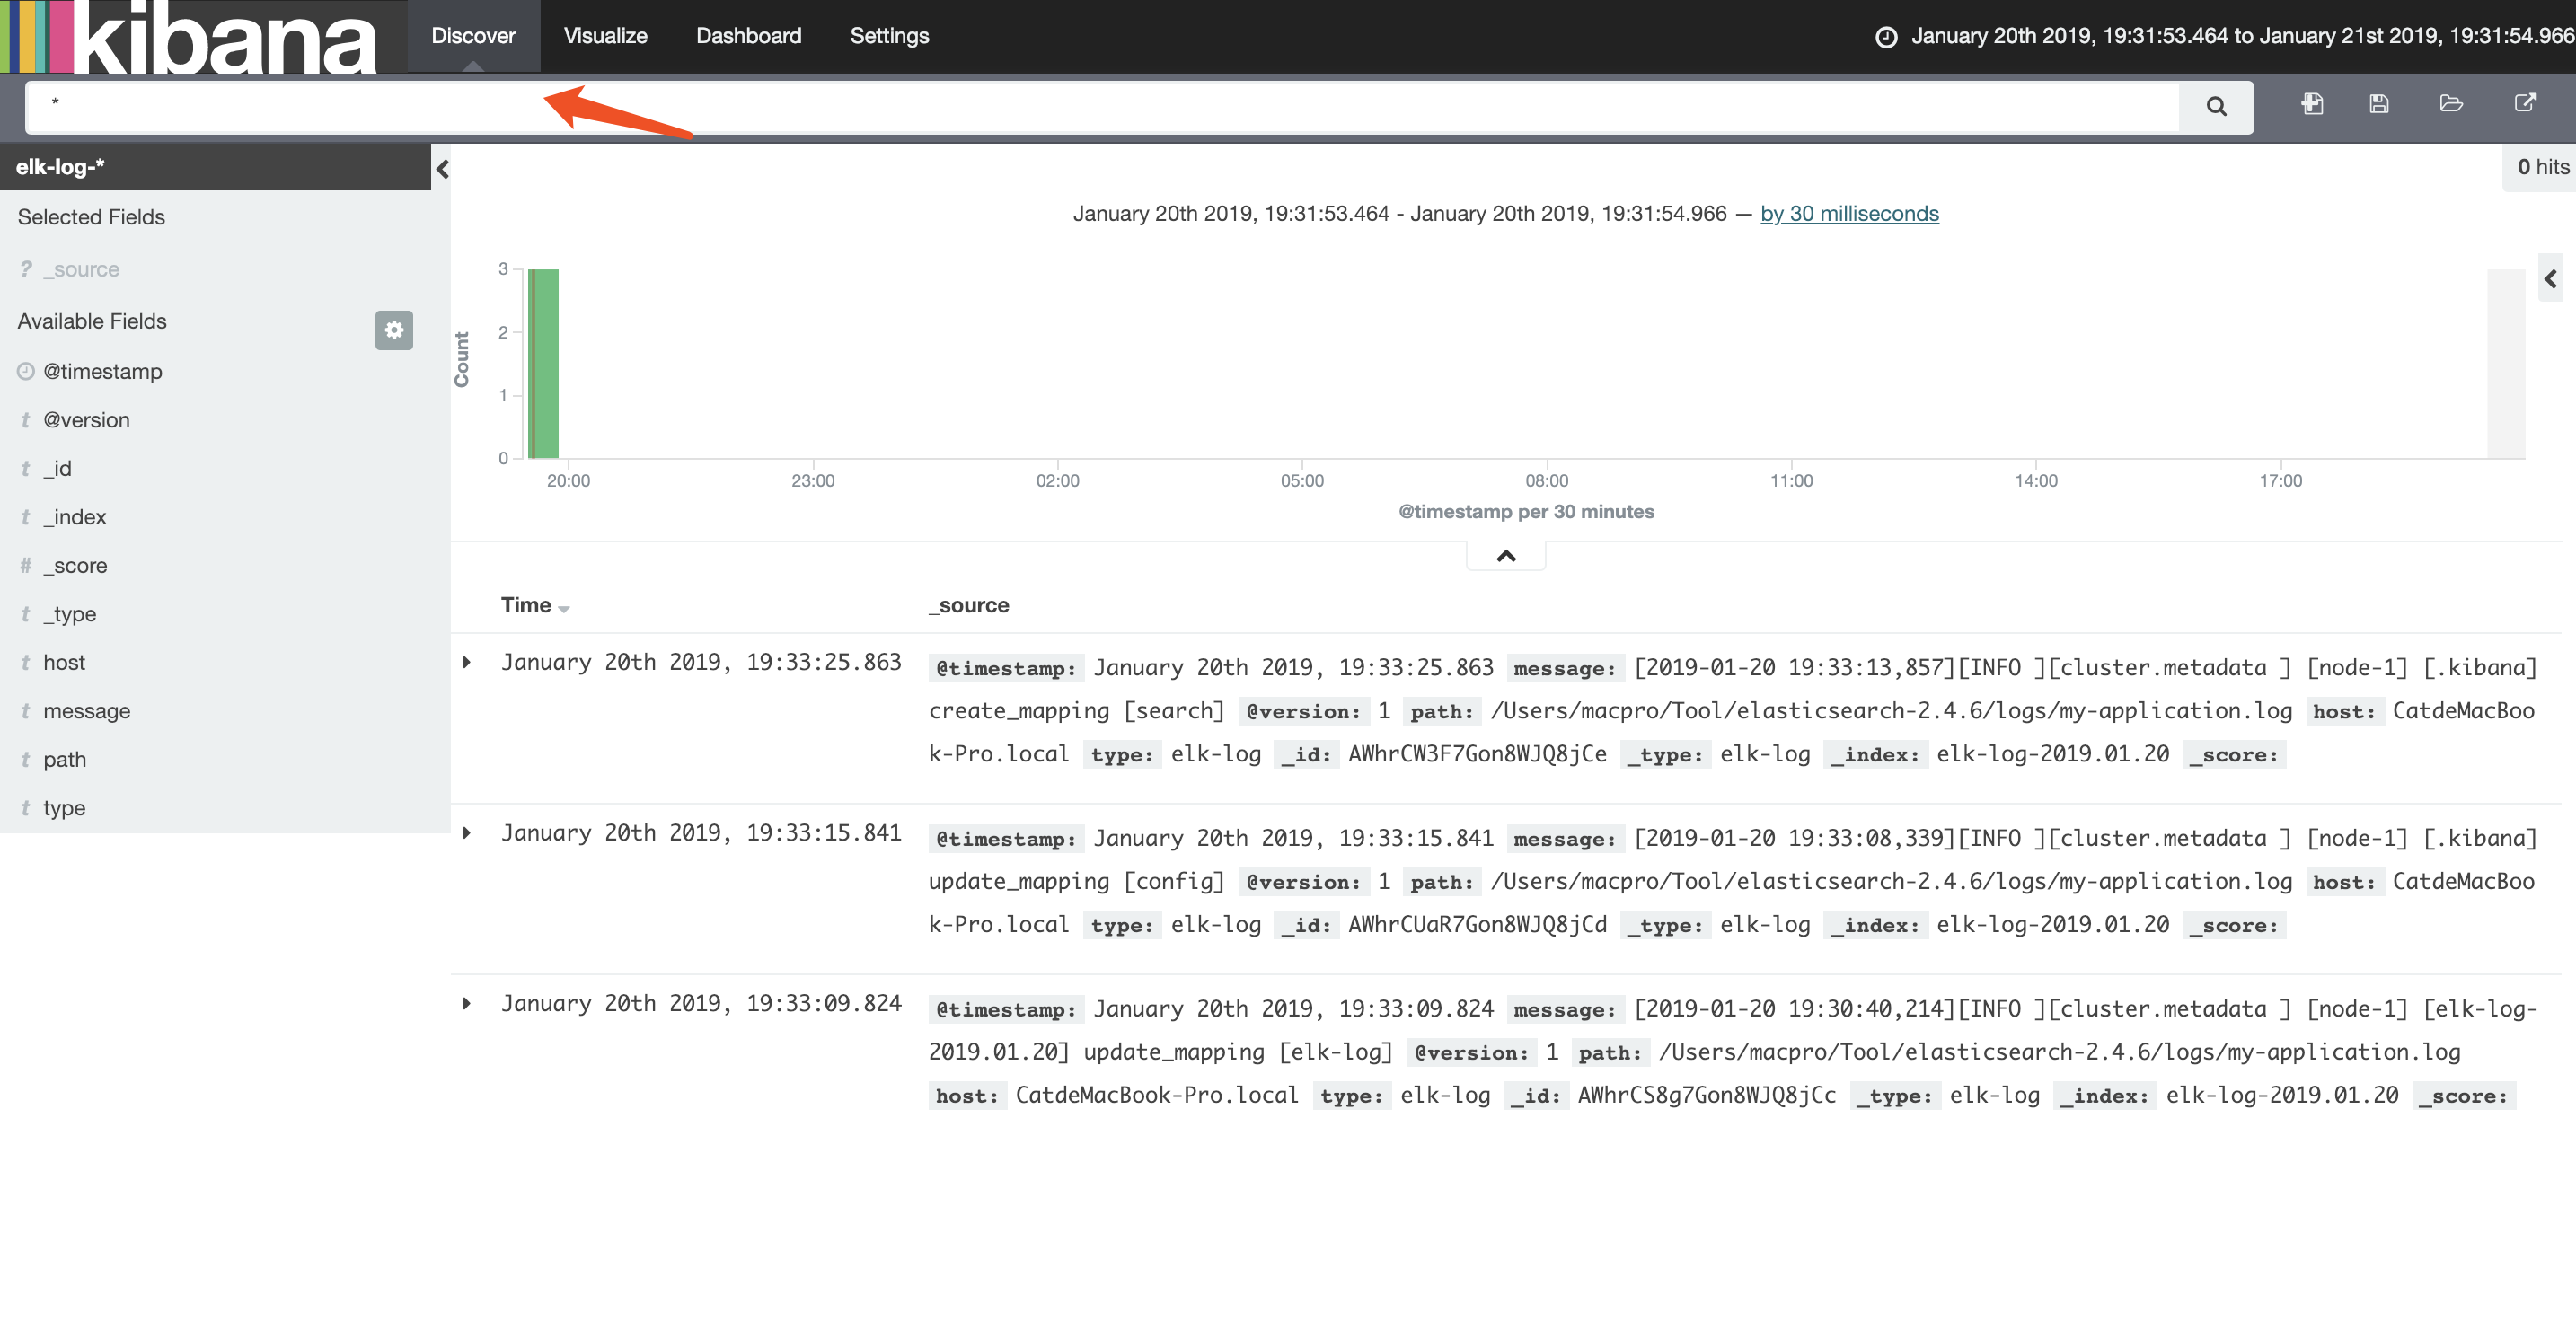 kibana
Discover Visualize Dashboard Settings January 20th 2019, 19:31:53.464 to January 21st 2019, 19:31:54.966
*
elk-log-*
0 hits
Selected Fields
January 20th 2019, 19:31:53.464 - January 20th 2019, 19:31:54.966 — by 30 milliseconds
? _source
Available Fields
@timestamp
t @version
t _id
t _index
# _score
t _type
t host
t message
t path
t type
Count
3
2
1
0
20:00 23:00 02:00 05:00 08:00 11:00 14:00 17:00
@timestamp per 30 minutes
Time _source
January 20th 2019, 19:33:25.863 @timestamp: January 20th 2019, 19:33:25.863 message: [2019-01-20 19:33:13,857][INFO ][cluster.metadata ] [node-1] [.kibana]
create_mapping [search] @version: 1 path: /Users/macpro/Tool/elasticsearch-2.4.6/logs/my-application.log host: CatdeMacBoo
k-Pro.local type: elk-log _id: AWhrCW3F7Gon8WJQ8jCe _type: elk-log _index: elk-log-2019.01.20 _score:
January 20th 2019, 19:33:15.841 @timestamp: January 20th 2019, 19:33:15.841 message: [2019-01-20 19:33:08,339][INFO ][cluster.metadata ] [node-1] [.kibana]
update_mapping [config] @version: 1 path: /Users/macpro/Tool/elasticsearch-2.4.6/logs/my-application.log host: CatdeMacBoo
k-Pro.local type: elk-log _id: AWhrCUaR7Gon8WJQ8jCd _type: elk-log _index: elk-log-2019.01.20 _score:
January 20th 2019, 19:33:09.824 @timestamp: January 20th 2019, 19:33:09.824 message: [2019-01-20 19:30:40,214][INFO ][cluster.metadata ] [node-1] [elk-log-
2019.01.20] update_mapping [elk-log] @version: 1 path: /Users/macpro/Tool/elasticsearch-2.4.6/logs/my-application.log
host: CatdeMacBook-Pro.local type: elk-log _id: AWhrCS8g7Gon8WJQ8jCc _type: elk-log _index: elk-log-2019.01.20 _score: